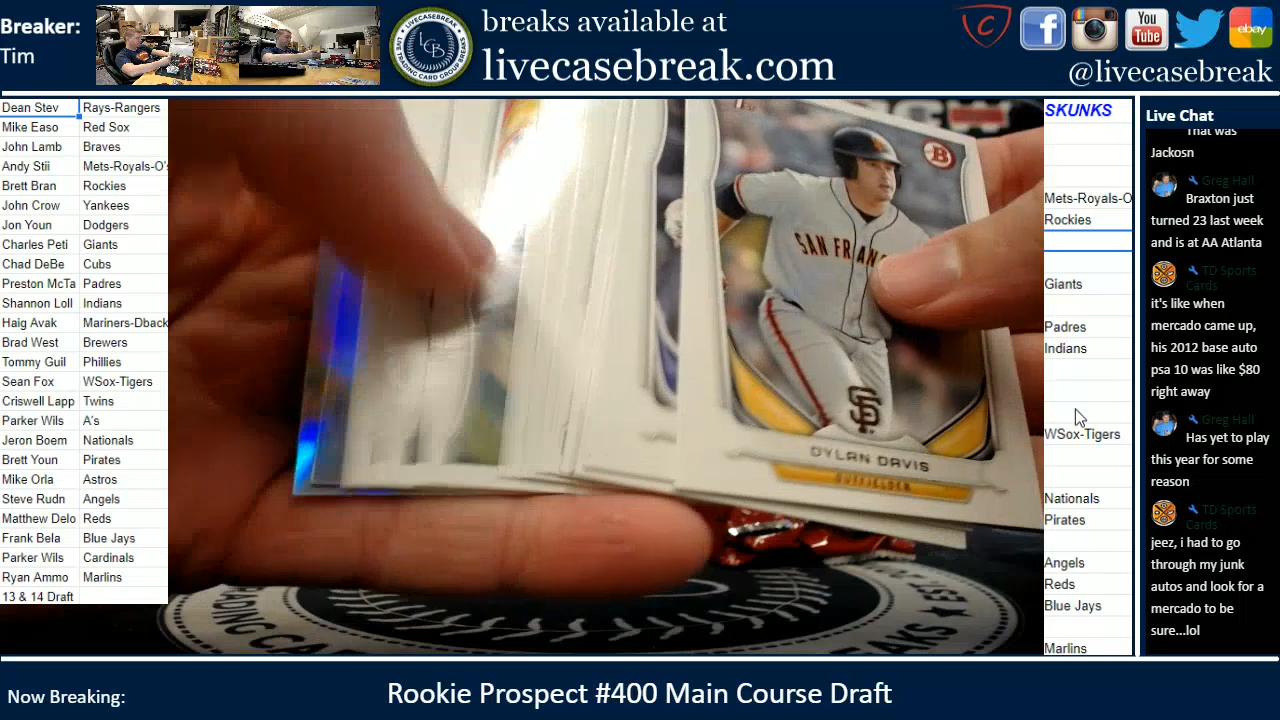 Breaker:
Tim
breaks available at
livecasebreak.com
LCB
You
Tube
ebay
@livecasebreak
Dean Stev Rays-Rangers
Mike Easo Red Sox
John Lamb Braves
Andy Stii Mets-Royals-O'
Brett Bran Rockies
John Crow Yankees
Jon Youn Dodgers
Charles Peti Giants
Chad DeBe Cubs
Preston McTa Padres
Shannon Loll Indians
Haig Avak Mariners-Dback
Brad West Brewers
Tommy Guil Phillies
Sean Fox WSox-Tigers
Criswell Lapp Twins
Parker Wils A's
Jeron Boem Nationals
Brett Youn Pirates
Mike Orla Astros
Steve Rudn Angels
Matthew Delo Reds
Frank Bela Blue Jays
Parker Wils Cardinals
Ryan Ammo Marlins
13 & 14 Draft
B
SAN FRAN
SF
DYLAN DAVIS
OUTFIELDER
SKUNKS
Mets-Royals-O
Rockies
Giants
Padres
Indians
WSox-Tigers
Nationals
Pirates
Angels
Reds
Blue Jays
Marlins
Live Chat
That was
Jackosn
Greg Hall
Braxton just
turned 23 last week
and is at AA Atlanta
TD Sports
Cards
it's like when
mercado came up,
his 2012 base auto
psa 10 was like $80
right away
Greg Hall
Has yet to play
this year for some
reason
TD Sports
Cards
jeez, i had to go
through my junk
autos and look for a
mercado to be
sure...lol
Now Breaking:
Rookie Prospect #400 Main Course Draft